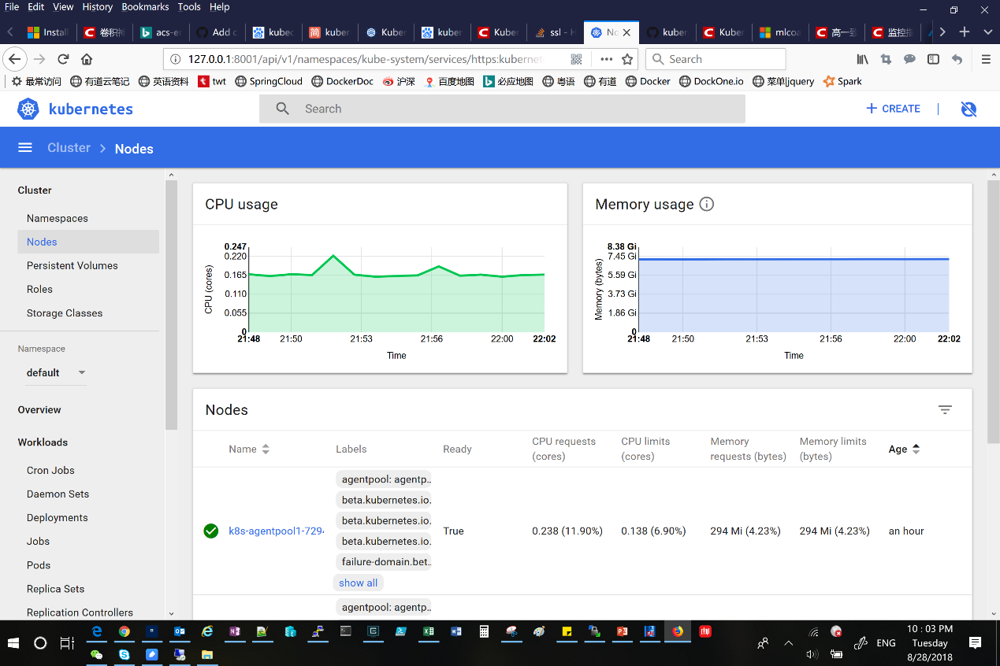 File Edit View History Bookmarks Tools Help
Instal 卷积神 acs-en Add c kubec kuber Kuber kuber Kuber ssl - H No kuber Kuber mlcoa 高一致 监控指
127.0.0.1:8001/api/v1/namespaces/kube-system/services/https:kubernet Search
最常访问 有道云笔记 英语资料 twt SpringCloud DockerDoc 沪深 百度地图 必应地图 粤语 有道 Docker DockOne.io 菜单|jquery Spark
kubernetes Search + CREATE
Cluster > Nodes
Cluster
Namespaces
Nodes
Persistent Volumes
Roles
Storage Classes
Namespace
default
Overview
Workloads
Cron Jobs
Daemon Sets
Deployments
Jobs
Pods
Replica Sets
Replication Controllers
CPU usage
CPU (cores)
0.247
0.220
0.165
0.110
0.055
0
21:48 21:50 21:53 21:56 22:00 22:02
Time
Memory usage
Memory (bytes)
8.38 Gi
7.45 Gi
5.59 Gi
3.73 Gi
1.86 Gi
0
21:48 21:50 21:53 21:56 22:00 22:02
Time
Nodes
Name Labels Ready CPU requests (cores) CPU limits (cores) Memory requests (bytes) Memory limits (bytes) Age
agentpool: agentp..
beta.kubernetes.io.
beta.kubernetes.io.
k8s-agentpool1-7294 True 0.238 (11.90%) 0.138 (6.90%) 294 Mi (4.23%) 294 Mi (4.23%) an hour
beta.kubernetes.io.
failure-domain.bet..
show all
agentpool: agentp..
ENG
10 : 03 PM
Tuesday
8/28/2018